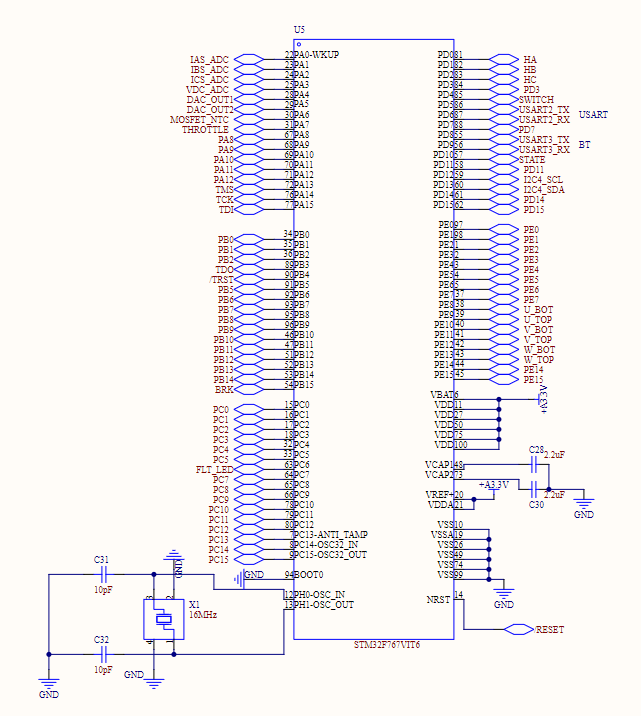 U5
IAS_ADC 22 PA0-WKUP PD0 81 HA
IBS_ADC 23 PA1 PD1 82 HB
ICS_ADC 24 PA2 PD2 83 HC
VDC_ADC 25 PA3 PD3 84 PD3
DAC_OUT1 28 PA4 PD4 85 SWITCH
DAC_OUT2 29 PA5 PD5 86 USART2_TX
USART
MOSFET_NTC 30 PA6 PD6 87 USART2_RX
THROTTLE 31 PA7 PD7 88 PD7
PA8 67 PA8 PD8 55 USART3_TX
BT
PA9 68 PA9 PD9 56 USART3_RX
PA10 69 PA10 PD10 57 STATE
PA11 70 PA11 PD11 58 PD11
PA12 71 PA12 PD12 59 I2C4_SCL
TMS 72 PA13 PD13 60 I2C4_SDA
TCK 76 PA14 PD14 61 PD14
TDI 77 PA15 PD15 62 PD15
PE0 97 PE0
PB0 34 PB0 PE1 98 PE1
PB1 35 PB1 PE2 1 PE2
PB2 36 PB2 PE3 2 PE3
TDO 89 PB3 PE4 3 PE4
/TRST 90 PB4 PE5 4 PE5
PB5 91 PB5 PE6 5 PE6
PB6 92 PB6 PE7 37 PE7
PB7 93 PB7 PE8 38 U_BOT
PB8 95 PB8 PE9 39 U_TOP
PB9 96 PB9 PE10 40 V_BOT
PB10 46 PB10 PE11 41 V_TOP
PB11 47 PB11 PE12 42 W_BOT
PB12 51 PB12 PE13 43 W_TOP
PB13 52 PB13 PE14 44 PE14
PB14 53 PB14 PE15 45 PE15
BRK 54 PB15
VBAT 6 +A3.3V
PC0 15 PC0 VDD 11
PC1 16 PC1 VDD 27
PC2 17 PC2 VDD 50
PC3 18 PC3 VDD 75
PC4 32 PC4 VDD 100
PC5 33 PC5 C28
FLT_LED 63 PC6 VCAP1 48 2.2uF
PC7 64 PC7 VCAP2 73
PC8 65 PC8 +A3.3V
PC9 66 PC9 VREF+ 20 2.2uF
PC10 78 PC10 VDDA 21 C30
GND
PC11 79 PC11
PC12 80 PC12 VSS 10
PC13 7 PC13-ANTI_TAMP VSSA 19
PC14 8 PC14-OSC32_IN VSS 26
PC15 9 PC15-OSC32_OUT VSS 49
VSS 74
C31 GND GND 94 BOOT0 VSS 99
10pF
12 PH0-OSC_IN GND
3 2 13 PH1-OSC_OUT NRST 14
X1
16MHz
/RESET
4 1
C32
STM32F767VIT6
10pF GND
GND